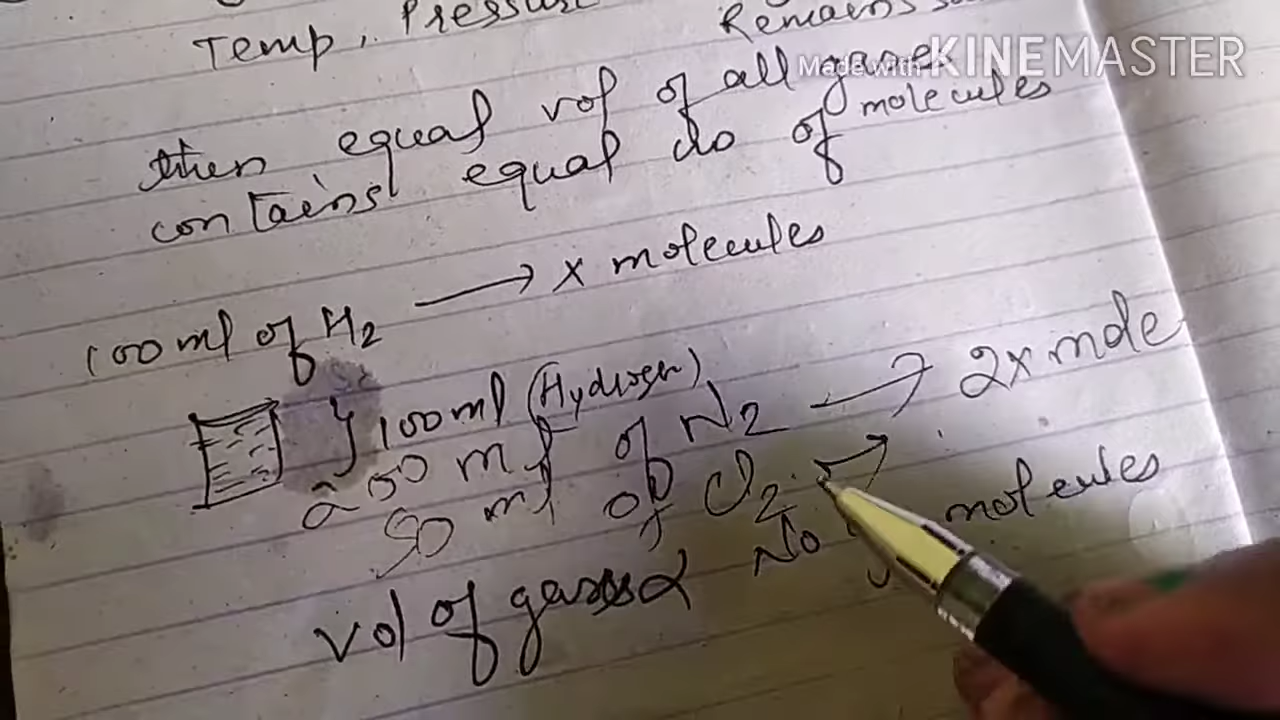 Temp, Pressure Remains
Made with KINEMASTER
then equal vol of all gases
contains equal No of molecules
100 ml of H2 → x molecules
} 100 ml (Hydrogen)
200 ml of N2 → 2x mole
50 ml of Cl2 →
vol of gases α No molecules